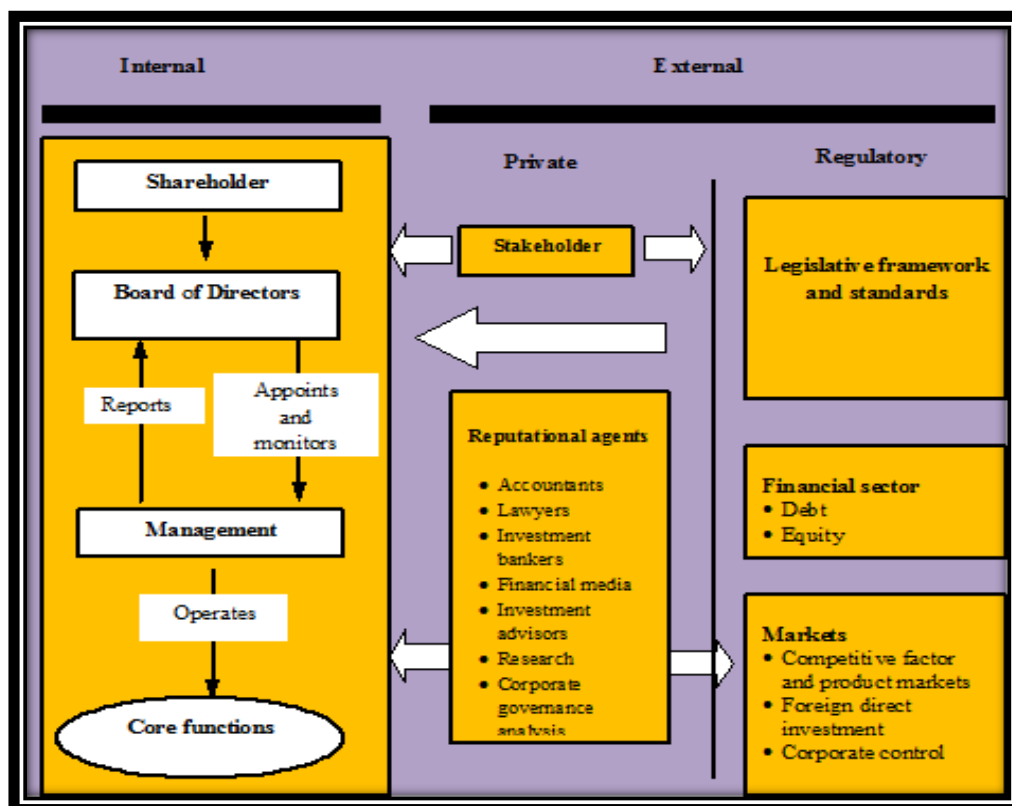 Internal
External
Private
Regulatory
Shareholder
Board of Directors
Reports
Appoints
and
monitors
Management
Operates
Core functions
Stakeholder
Reputational agents
• Accountants
• Lawyers
• Investment
bankers
• Financial media
• Investment
advisors
• Research
• Corporate
governance
analysis
Legislative framework
and standards
Financial sector
• Debt
• Equity
Markets
• Competitive factor
and product markets
• Foreign direct
investment
• Corporate control